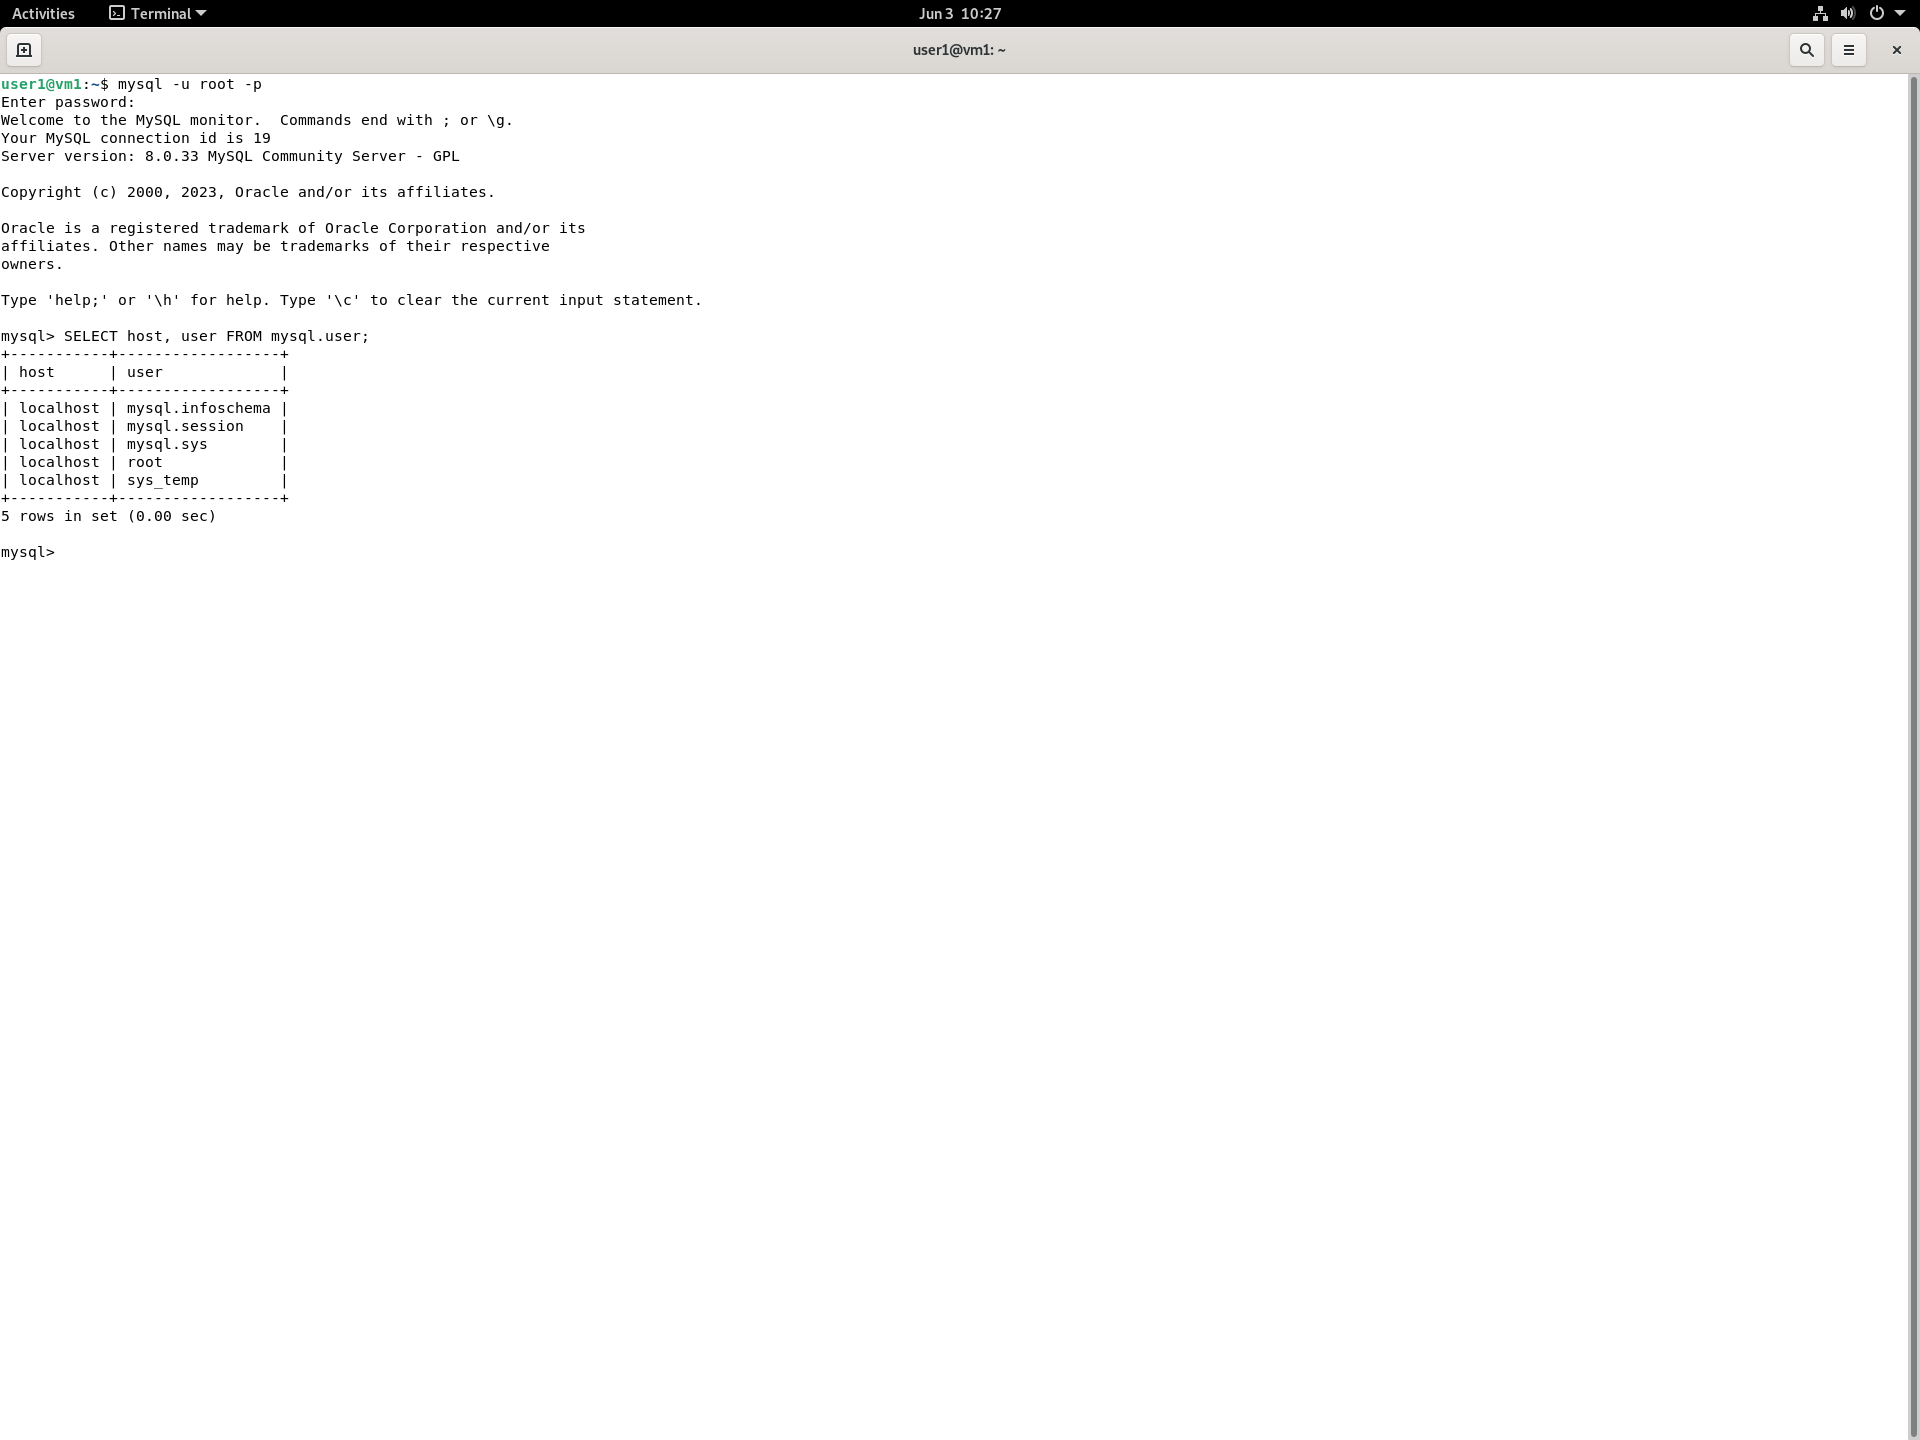 Activities
Terminal
Jun 3 10:27
user1@vm1: ~
user1@vm1:~$ mysql -u root -p
Enter password:
Welcome to the MySQL monitor.  Commands end with ; or \g.
Your MySQL connection id is 19
Server version: 8.0.33 MySQL Community Server - GPL

Copyright (c) 2000, 2023, Oracle and/or its affiliates.

Oracle is a registered trademark of Oracle Corporation and/or its
affiliates. Other names may be trademarks of their respective
owners.

Type 'help;' or '\h' for help. Type '\c' to clear the current input statement.

mysql> SELECT host, user FROM mysql.user;
+-----------+------------------+
| host      | user             |
+-----------+------------------+
| localhost | mysql.infoschema |
| localhost | mysql.session    |
| localhost | mysql.sys        |
| localhost | root             |
| localhost | sys_temp         |
+-----------+------------------+
5 rows in set (0.00 sec)

mysql>